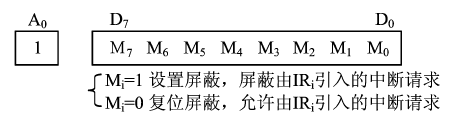 A₀ D₇ D₀
1 M₇ M₆ M₅ M₄ M₃ M₂ M₁ M₀
Mᵢ=1 设置屏蔽，屏蔽由IRᵢ引入的中断请求
Mᵢ=0 复位屏蔽，允许由IRᵢ引入的中断请求